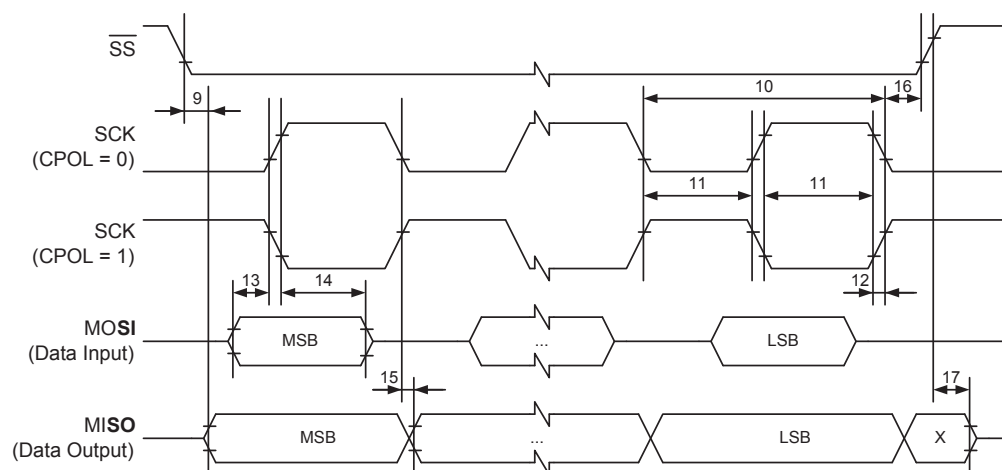 SS
10
9
16
SCK
(CPOL = 0)
11
11
SCK
(CPOL = 1)
13
14
12
MOSI
(Data Input)
MSB
...
LSB
15
17
MISO
(Data Output)
MSB
...
LSB
X